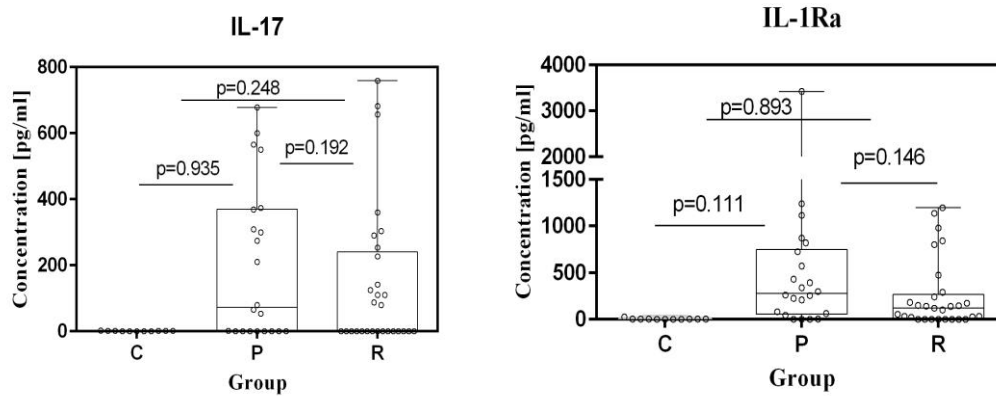 IL-17
Concentration [pg/ml]
800
600
400
200
0
p=0.248
p=0.935
p=0.192
C P R
Group
IL-1Ra
Concentration [pg/ml]
4000
3000
2000
1500
1000
500
0
p=0.893
p=0.146
p=0.111
C P R
Group